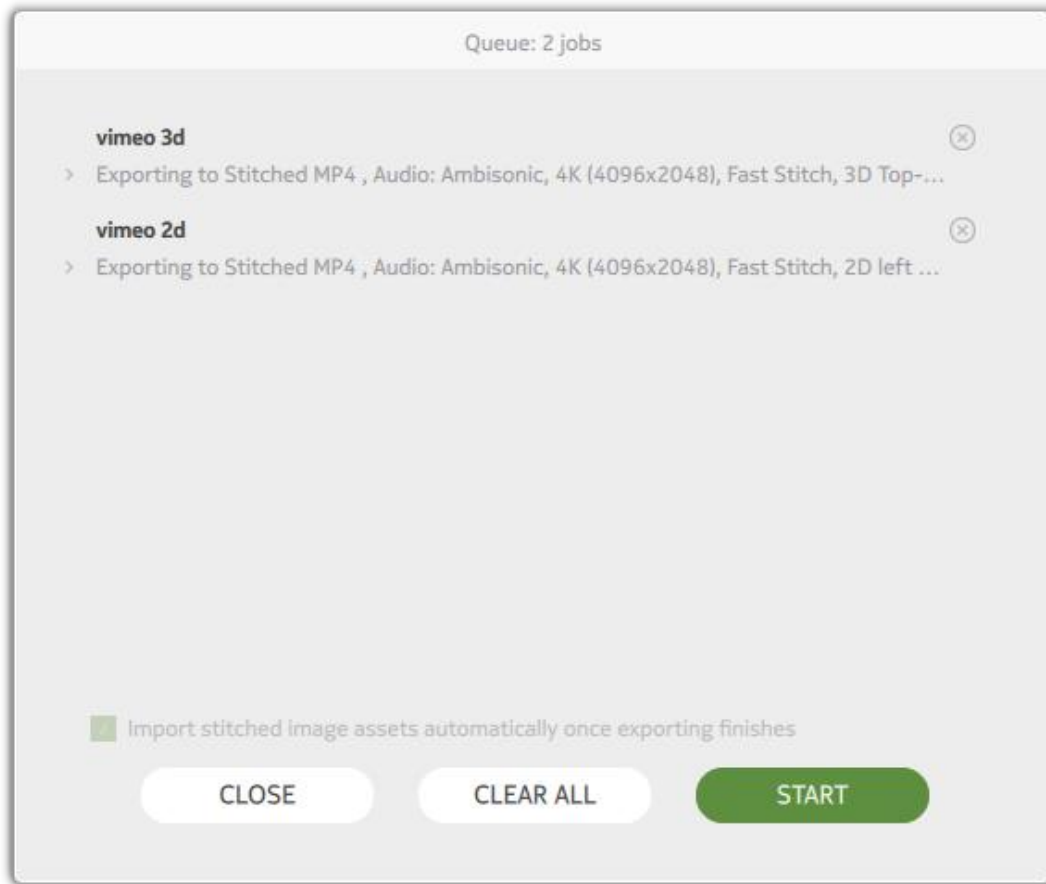 Queue: 2 jobs
vimeo 3d
Exporting to Stitched MP4 , Audio: Ambisonic, 4K (4096x2048), Fast Stitch, 3D Top-...
vimeo 2d
Exporting to Stitched MP4 , Audio: Ambisonic, 4K (4096x2048), Fast Stitch, 2D left ...
Import stitched image assets automatically once exporting finishes
CLOSE CLEAR ALL START